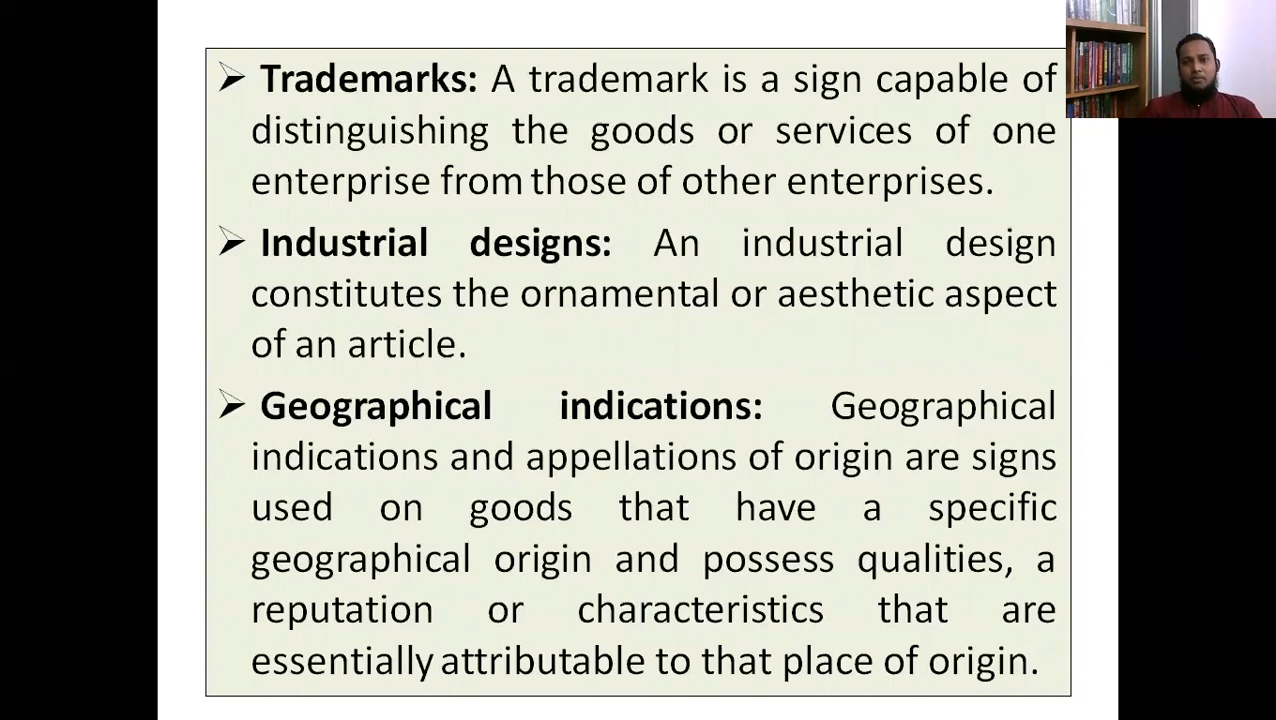 ➢ Trademarks: A trademark is a sign capable of
distinguishing the goods or services of one
enterprise from those of other enterprises.
➢ Industrial designs: An industrial design
constitutes the ornamental or aesthetic aspect
of an article.
➢ Geographical indications: Geographical
indications and appellations of origin are signs
used on goods that have a specific
geographical origin and possess qualities, a
reputation or characteristics that are
essentially attributable to that place of origin.